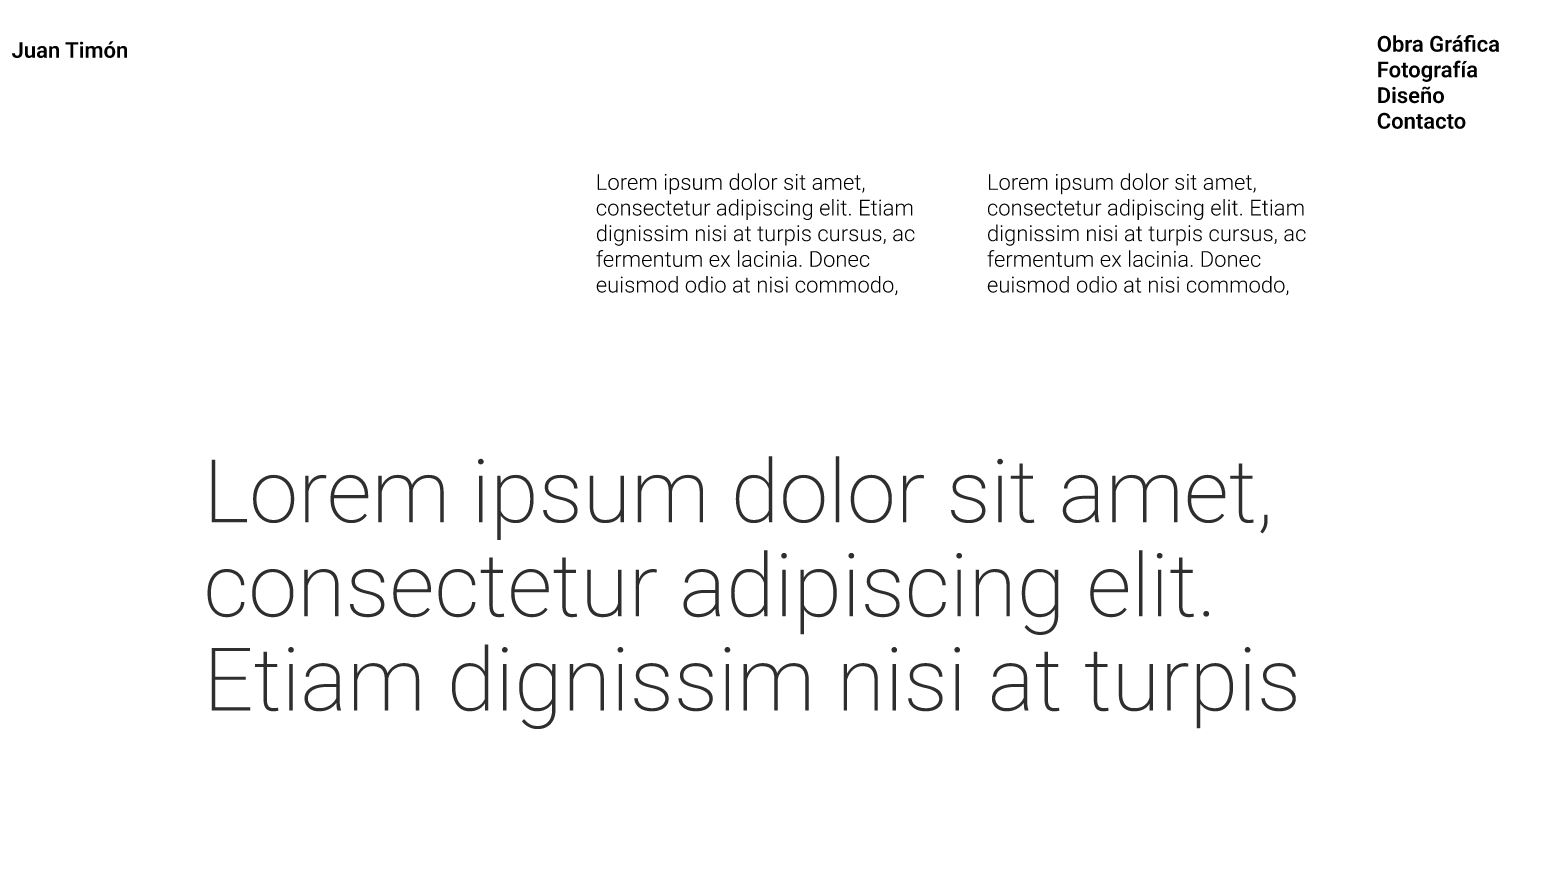 Juan Timón
Obra Gráfica
Fotografía
Diseño
Contacto
Lorem ipsum dolor sit amet,
consectetur adipiscing elit. Etiam
dignissim nisi at turpis cursus, ac
fermentum ex lacinia. Donec
euismod odio at nisi commodo,
Lorem ipsum dolor sit amet,
consectetur adipiscing elit. Etiam
dignissim nisi at turpis cursus, ac
fermentum ex lacinia. Donec
euismod odio at nisi commodo,
Lorem ipsum dolor sit amet,
consectetur adipiscing elit.
Etiam dignissim nisi at turpis